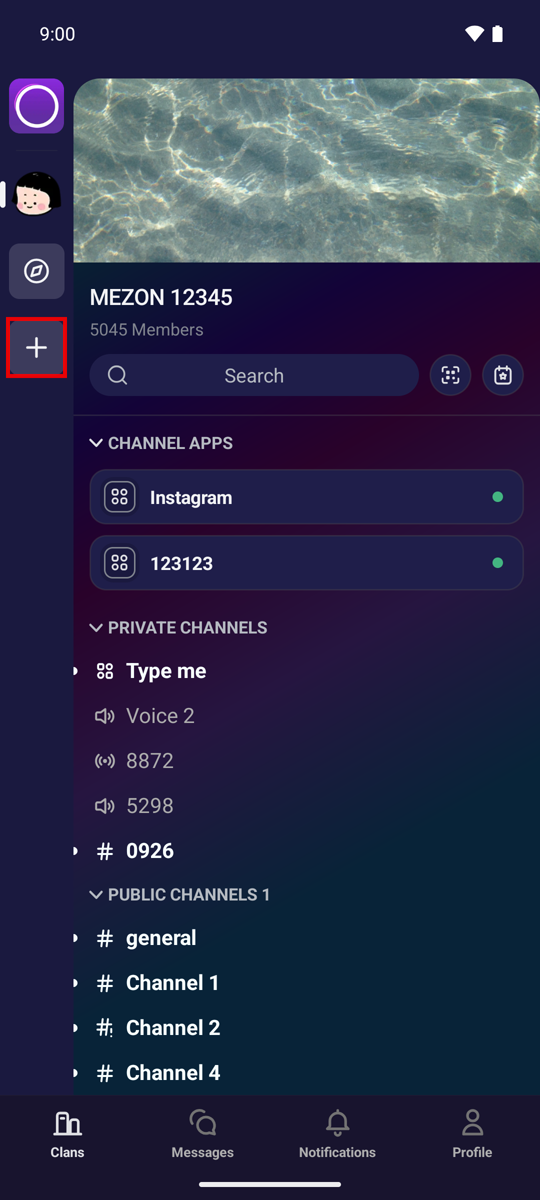 9:00
MEZON 12345
5045 Members
Search
CHANNEL APPS
Instagram
123123
PRIVATE CHANNELS
Type me
Voice 2
8872
5298
0926
PUBLIC CHANNELS 1
general
Channel 1
Channel 2
Channel 4
Clans Messages Notifications Profile